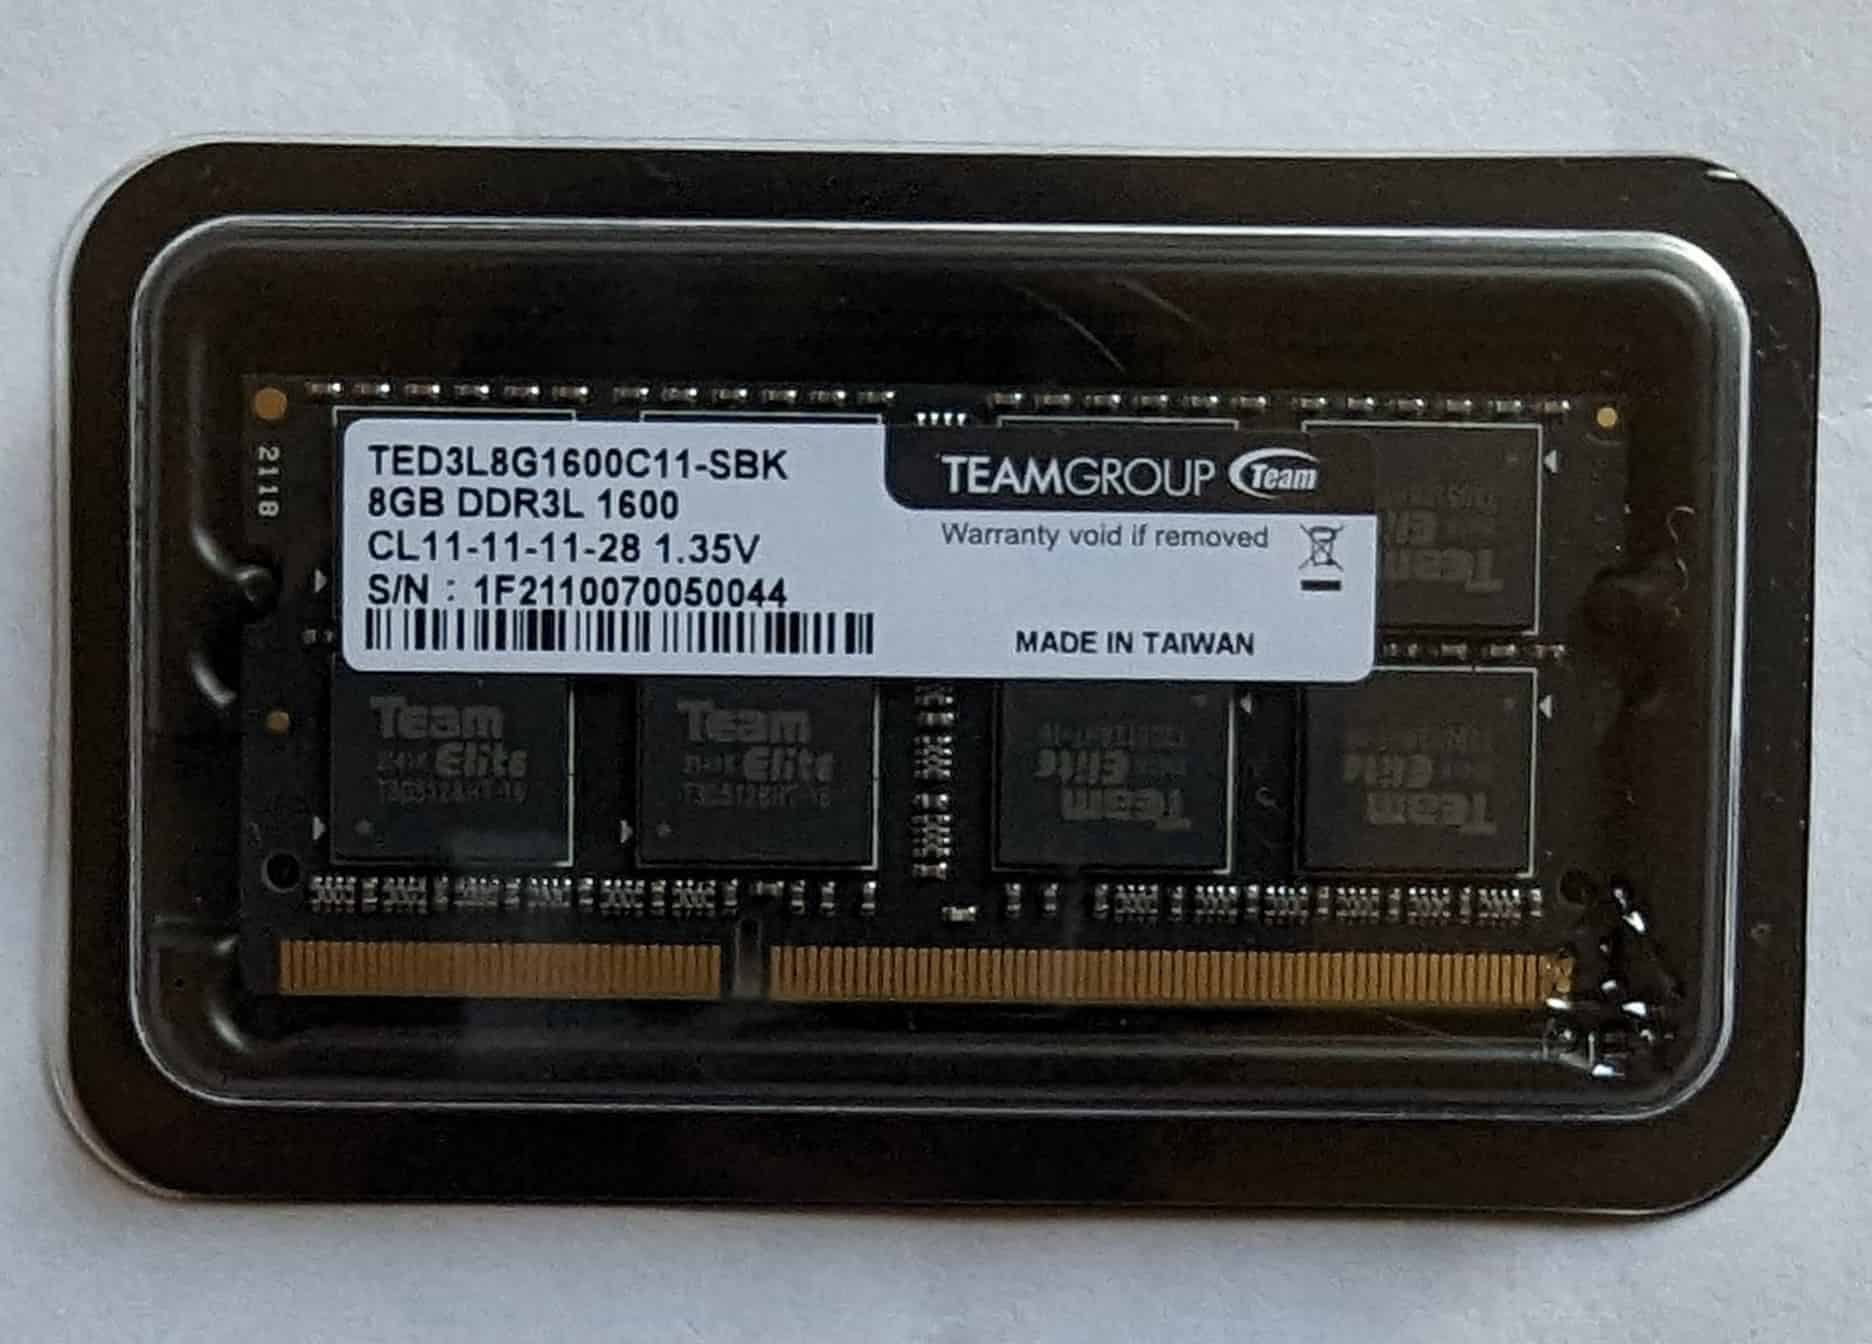 TED3L8G1600C11-SBK
8GB DDR3L 1600
CL11-11-11-28 1.35V
S/N : 1F2110070050044
TEAMGROUP Team
Warranty void if removed
MADE IN TAIWAN
2118
Team
Team
Elite
Team
Elite
Elite
Team
Elite
Team